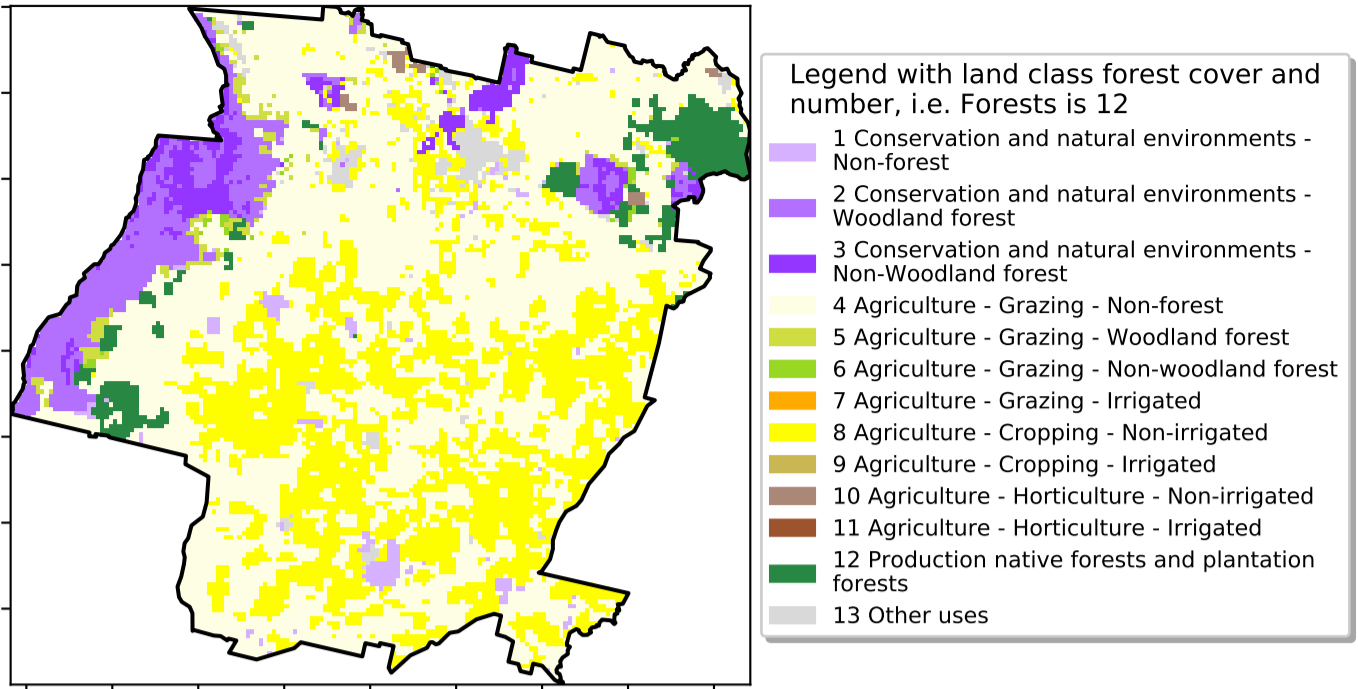 Legend with land class forest cover and
number, i.e. Forests is 12
1 Conservation and natural environments -
Non-forest
2 Conservation and natural environments -
Woodland forest
3 Conservation and natural environments -
Non-Woodland forest
4 Agriculture - Grazing - Non-forest
5 Agriculture - Grazing - Woodland forest
6 Agriculture - Grazing - Non-woodland forest
7 Agriculture - Grazing - Irrigated
8 Agriculture - Cropping - Non-irrigated
9 Agriculture - Cropping - Irrigated
10 Agriculture - Horticulture - Non-irrigated
11 Agriculture - Horticulture - Irrigated
12 Production native forests and plantation
forests
13 Other uses